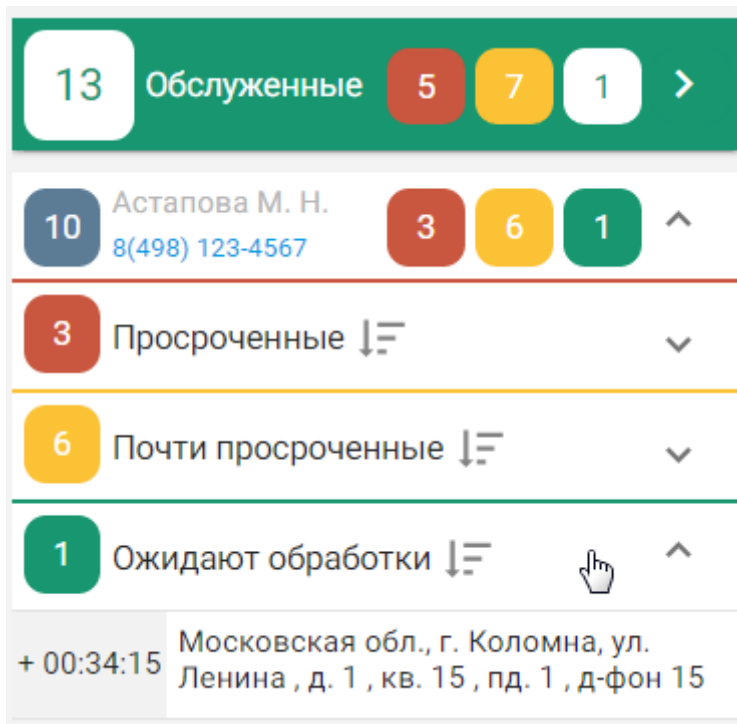 13 Обслуженные 5 7 1
10 Астапова М. Н. 3 6 1
8(498) 123-4567
3 Просроченные
6 Почти просроченные
1 Ожидают обработки
+ 00:34:15 Московская обл., г. Коломна, ул.
Ленина , д. 1 , кв. 15 , пд. 1 , д-фон 15